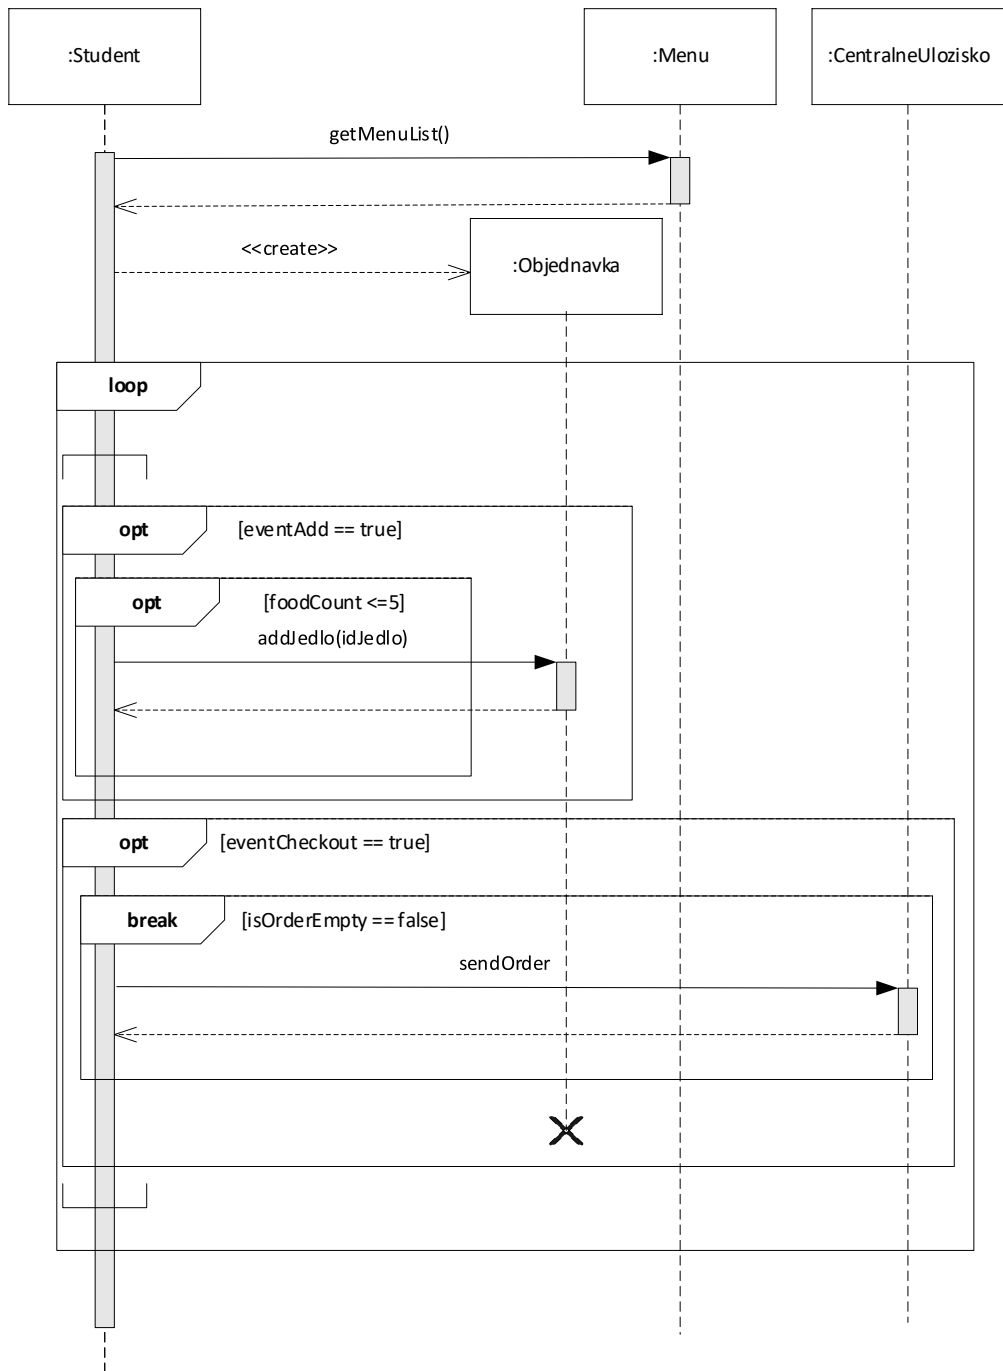 :Student
:Menu
:CentralneUlozisko
getMenuList()
<<create>>
:Objednavka
loop
opt
[eventAdd == true]
opt
[foodCount <=5]
addJedlo(idJedlo)
opt
[eventCheckout == true]
break
[isOrderEmpty == false]
sendOrder